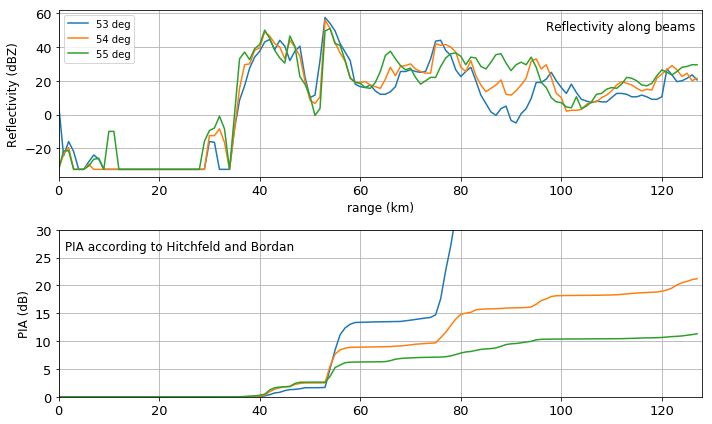 60
40
20
0
−20
Reflectivity (dBZ)
53 deg
54 deg
55 deg
Reflectivity along beams
0 20 40 60 80 100 120
range (km)
30
25
20
15
10
5
0
PIA (dB)
PIA according to Hitchfeld and Bordan
0 20 40 60 80 100 120